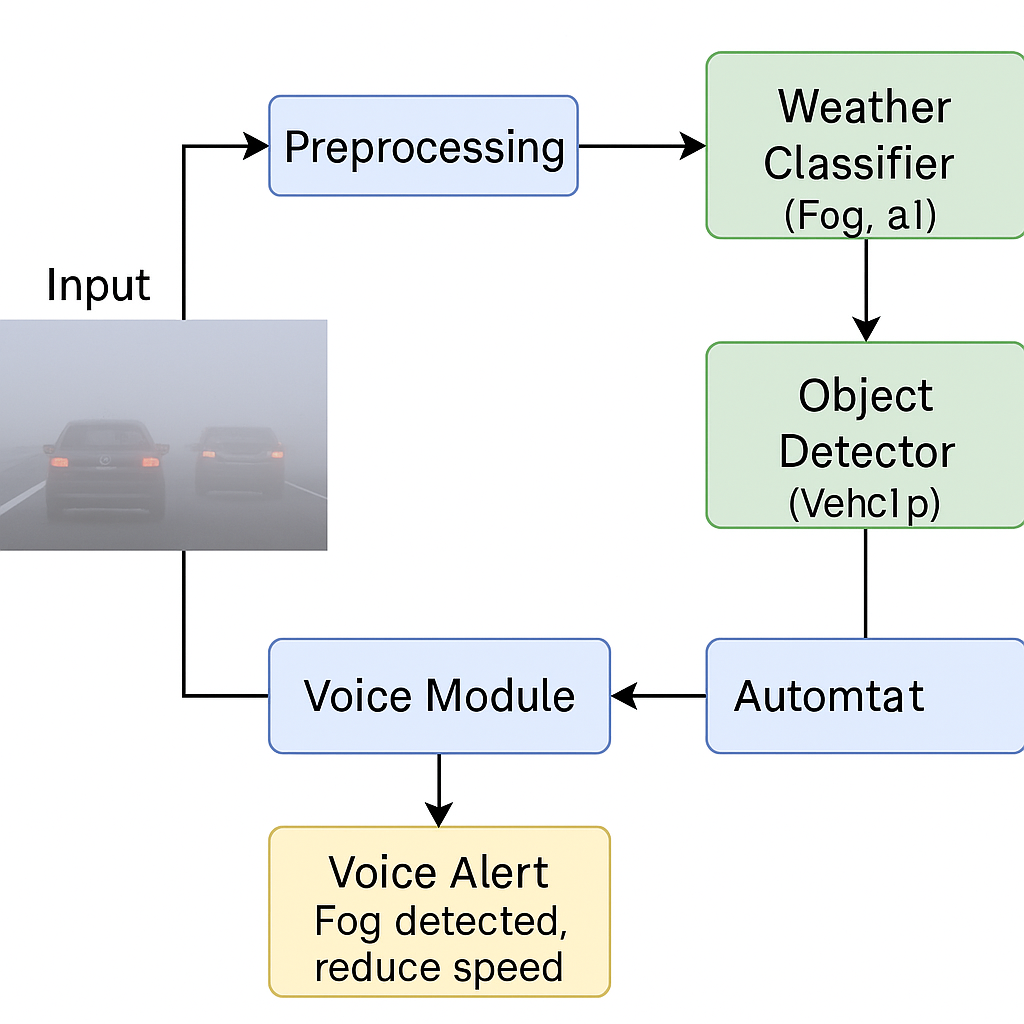 Input
Preprocessing
Weather
Classifier
(Fog, a1)
Object
Detector
(Vehc1p)
Automtat
Voice Module
Voice Alert
Fog detected,
reduce speed